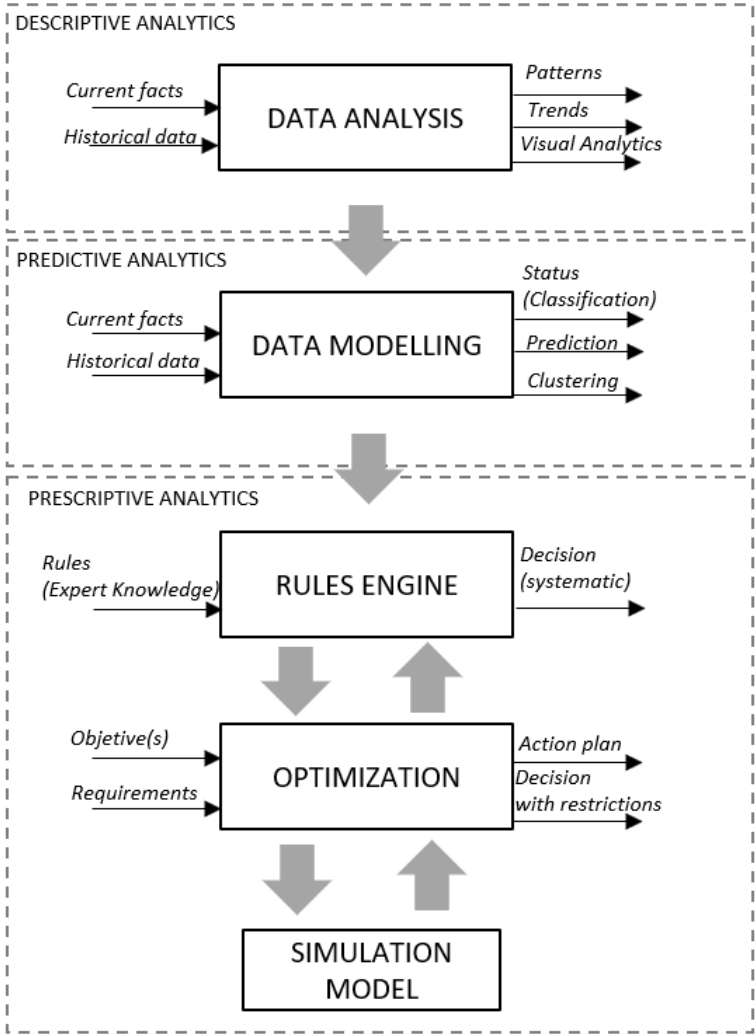 DESCRIPTIVE ANALYTICS
Current facts
Historical data
DATA ANALYSIS
Patterns
Trends
Visual Analytics
PREDICTIVE ANALYTICS
Current facts
Historical data
DATA MODELLING
Status
(Classification)
Prediction
Clustering
PRESCRIPTIVE ANALYTICS
Rules
(Expert Knowledge)
RULES ENGINE
Decision
(systematic)
Objetive(s)
Requirements
OPTIMIZATION
Action plan
Decision
with restrictions
SIMULATION
MODEL